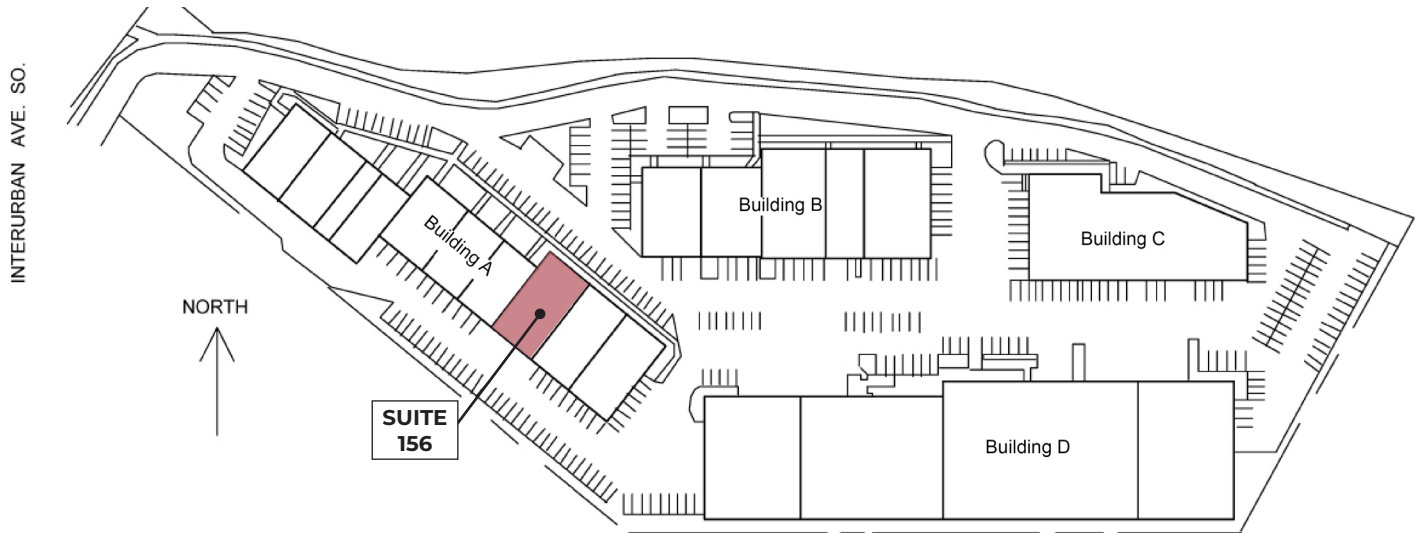 INTERURBAN AVE. SO.
NORTH
Building A
Building B
Building C
SUITE
156
Building D